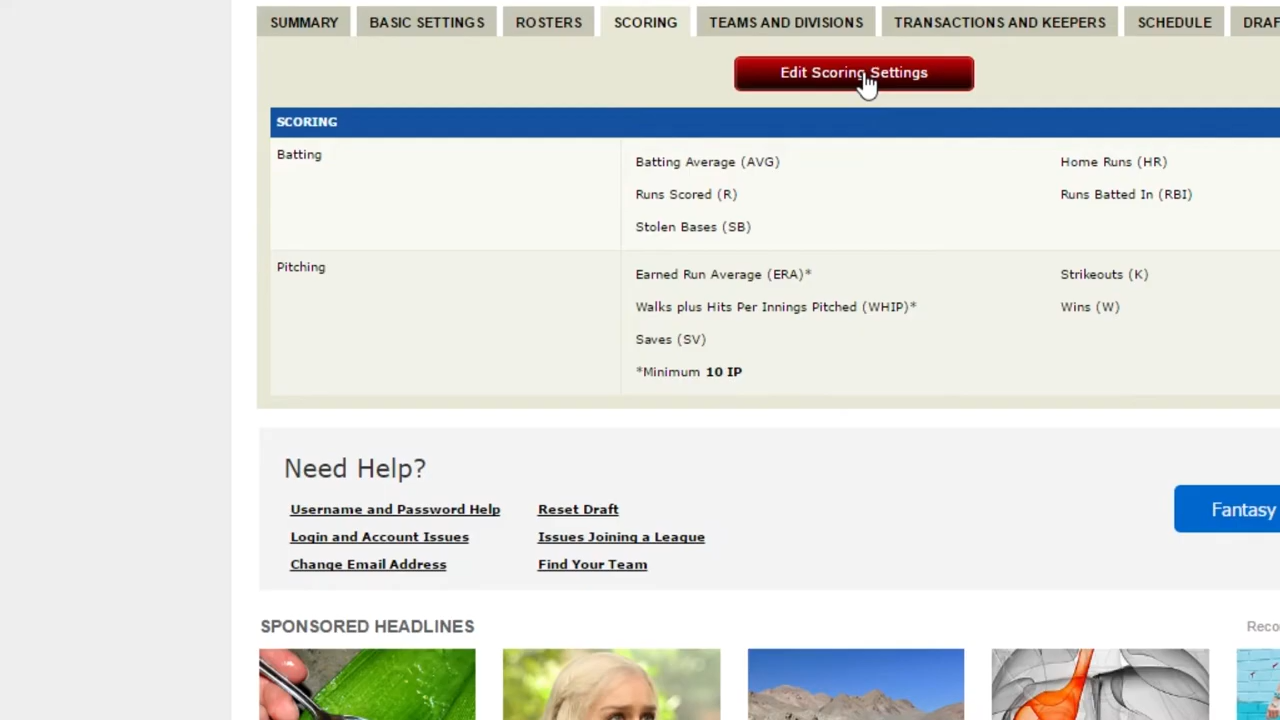 SUMMARY BASIC SETTINGS ROSTERS SCORING TEAMS AND DIVISIONS TRANSACTIONS AND KEEPERS SCHEDULE
Edit Scoring Settings
SCORING
Batting
Batting Average (AVG) Home Runs (HR)
Runs Scored (R) Runs Batted In (RBI)
Stolen Bases (SB)
Pitching
Earned Run Average (ERA)* Strikeouts (K)
Walks plus Hits Per Innings Pitched (WHIP)* Wins (W)
Saves (SV)
*Minimum 10 IP
Need Help?
Username and Password Help Reset Draft
Login and Account Issues Issues Joining a League
Change Email Address Find Your Team
Fantasy
SPONSORED HEADLINES